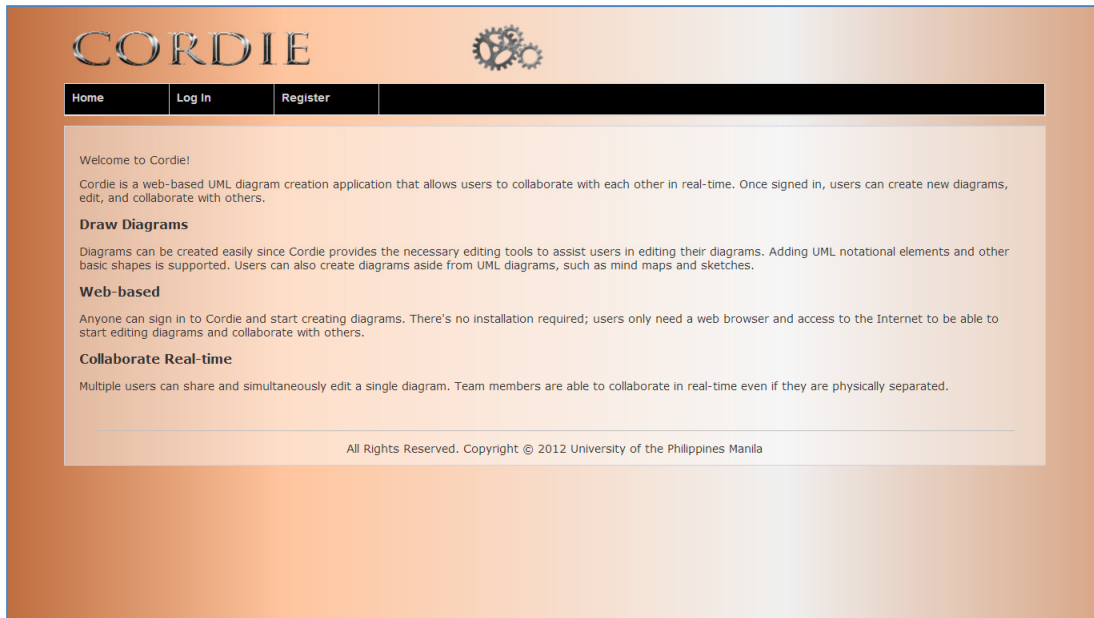 CORDIE
Home Log In Register
Welcome to Cordie!
Cordie is a web-based UML diagram creation application that allows users to collaborate with each other in real-time. Once signed in, users can create new diagrams,
edit, and collaborate with others.
Draw Diagrams
Diagrams can be created easily since Cordie provides the necessary editing tools to assist users in editing their diagrams. Adding UML notational elements and other
basic shapes is supported. Users can also create diagrams aside from UML diagrams, such as mind maps and sketches.
Web-based
Anyone can sign in to Cordie and start creating diagrams. There's no installation required; users only need a web browser and access to the Internet to be able to
start editing diagrams and collaborate with others.
Collaborate Real-time
Multiple users can share and simultaneously edit a single diagram. Team members are able to collaborate in real-time even if they are physically separated.
All Rights Reserved. Copyright © 2012 University of the Philippines Manila